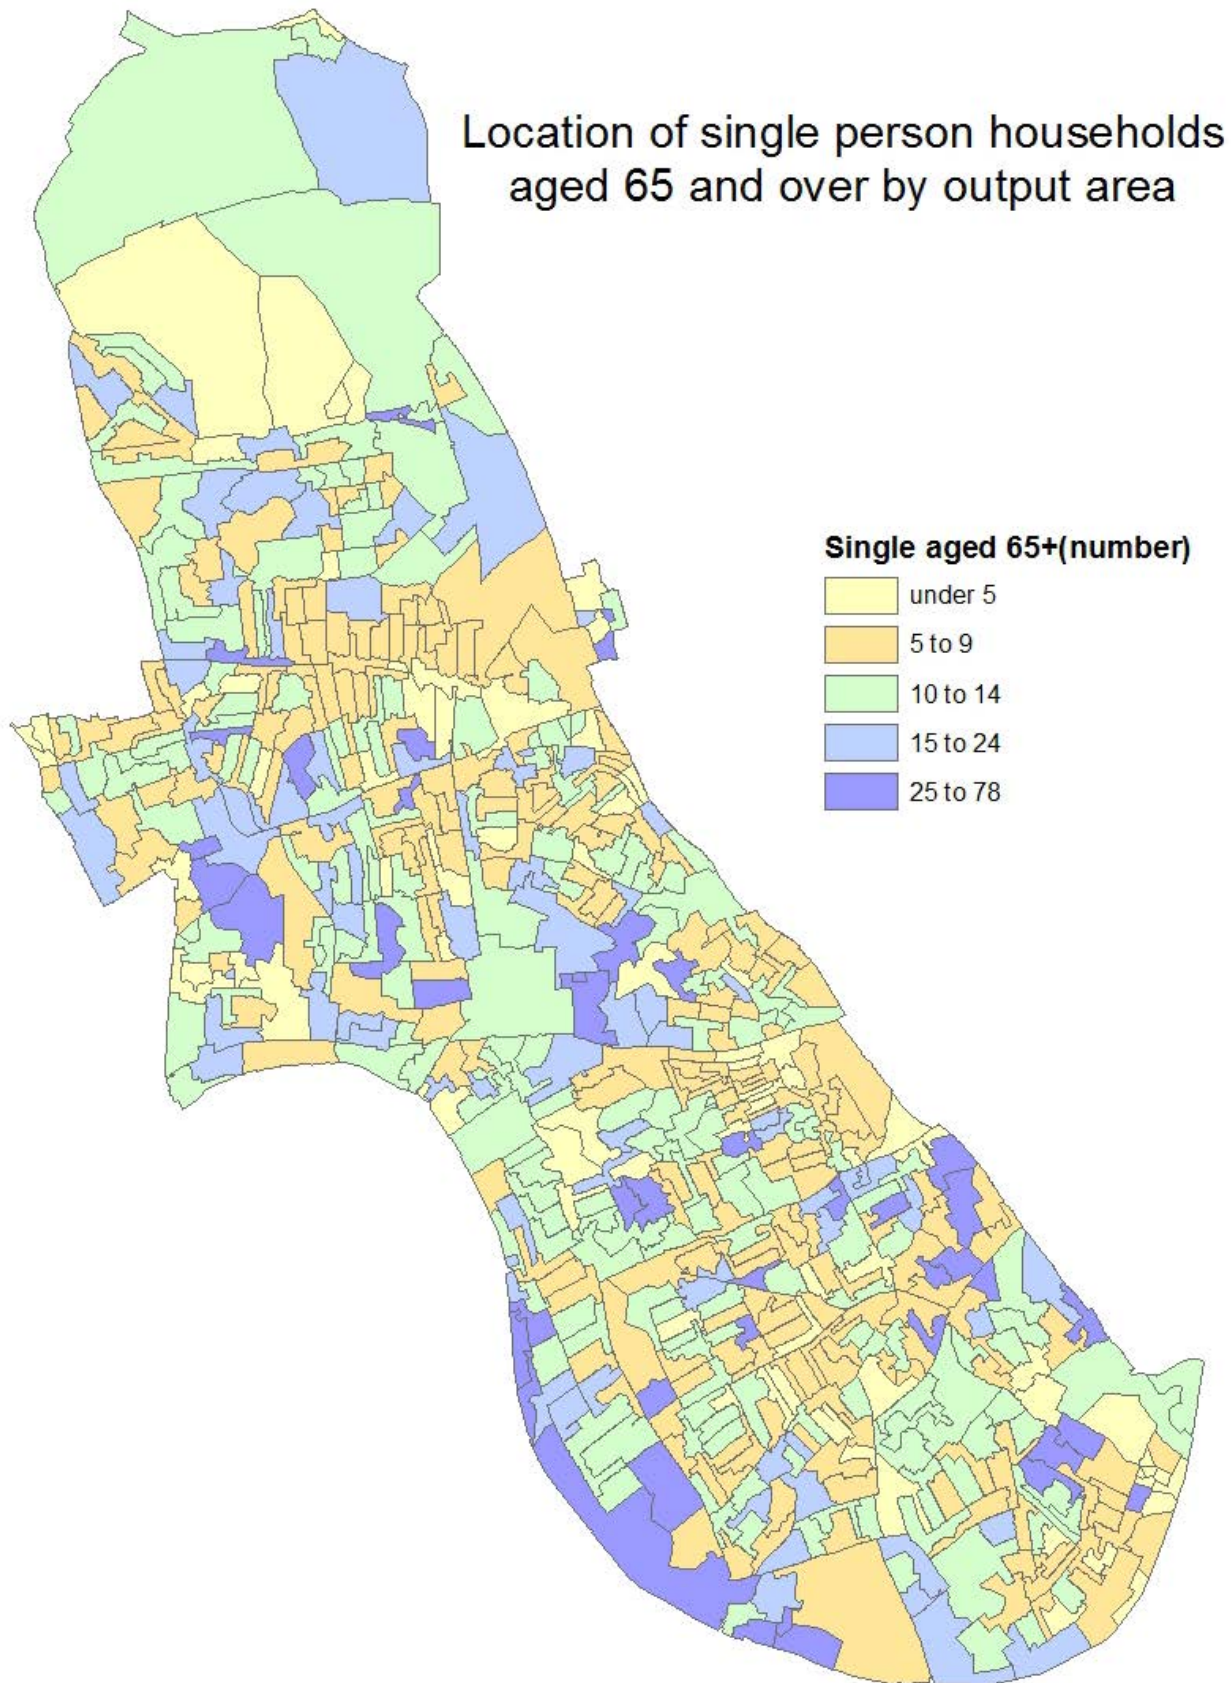 Location of single person households
aged 65 and over by output area
Single aged 65+(number)
under 5
5 to 9
10 to 14
15 to 24
25 to 78